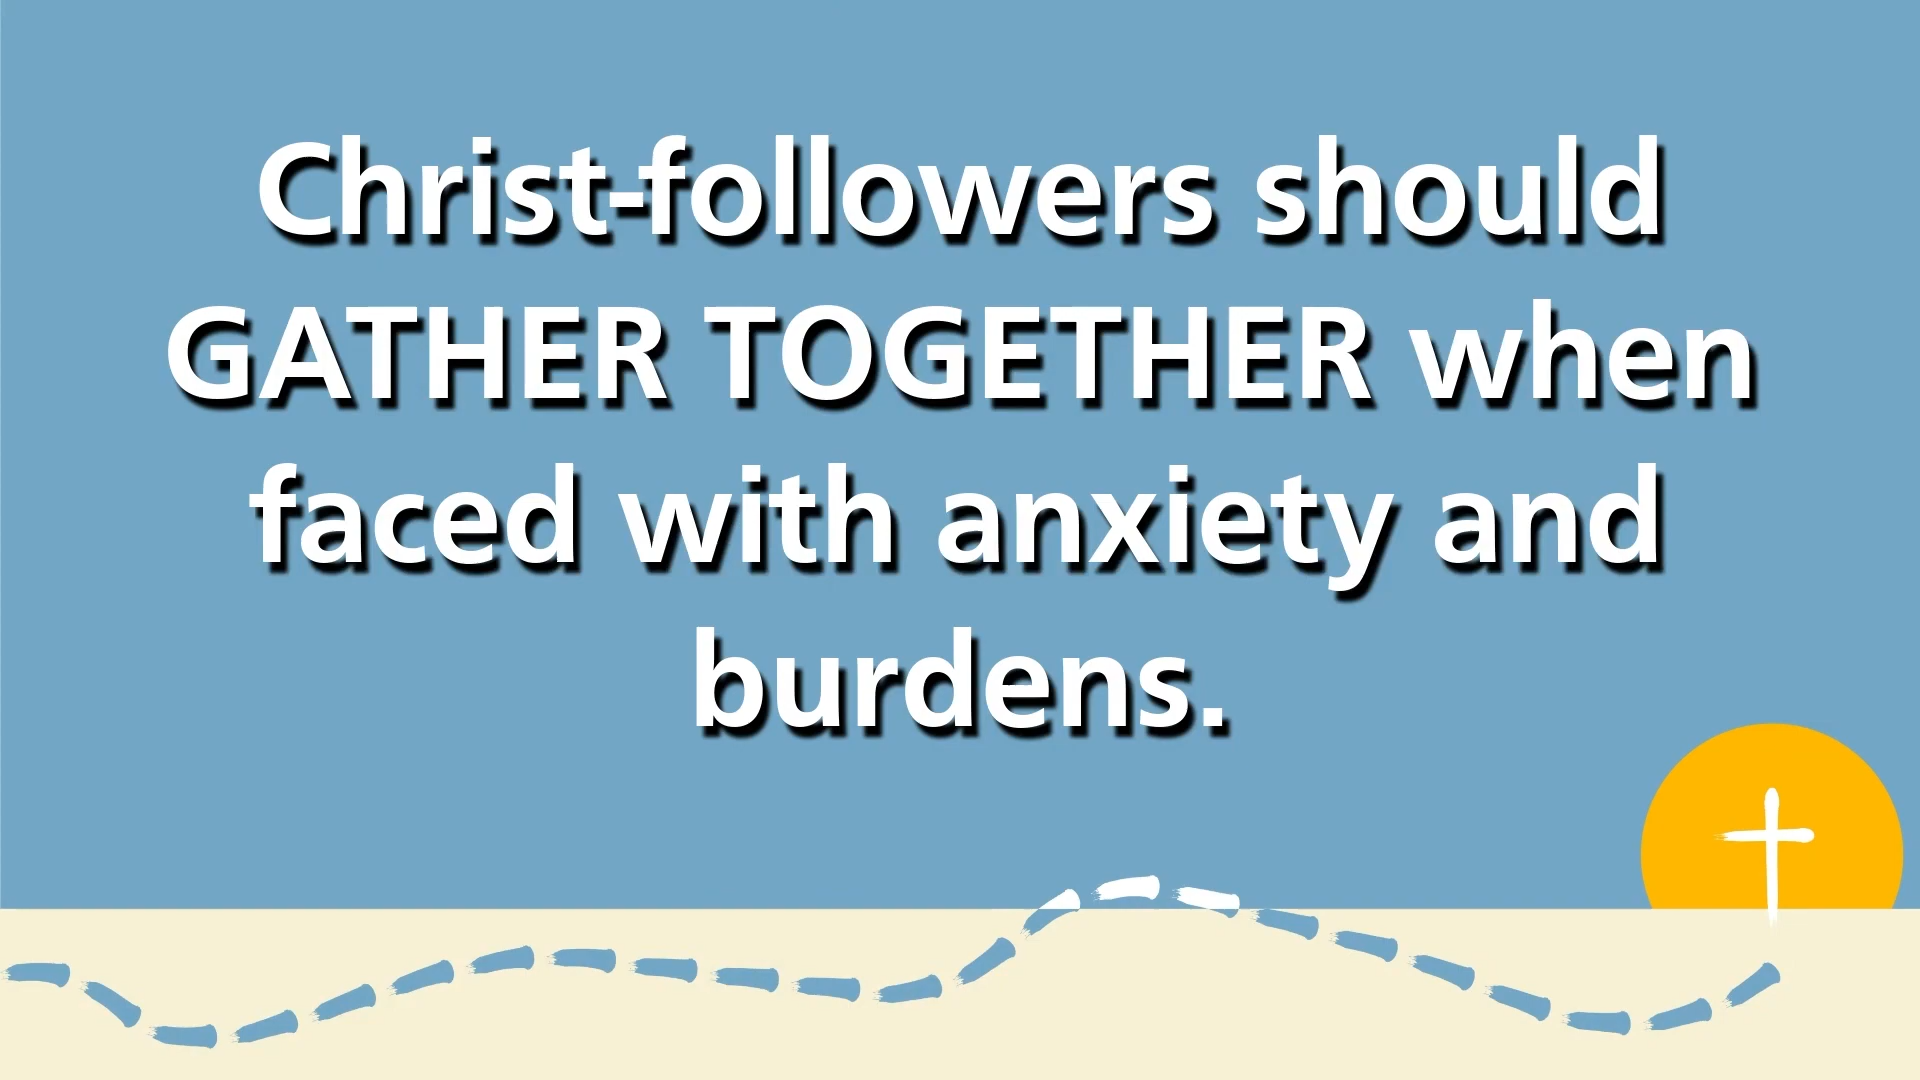 Christ-followers should
GATHER TOGETHER when
faced with anxiety and
burdens.